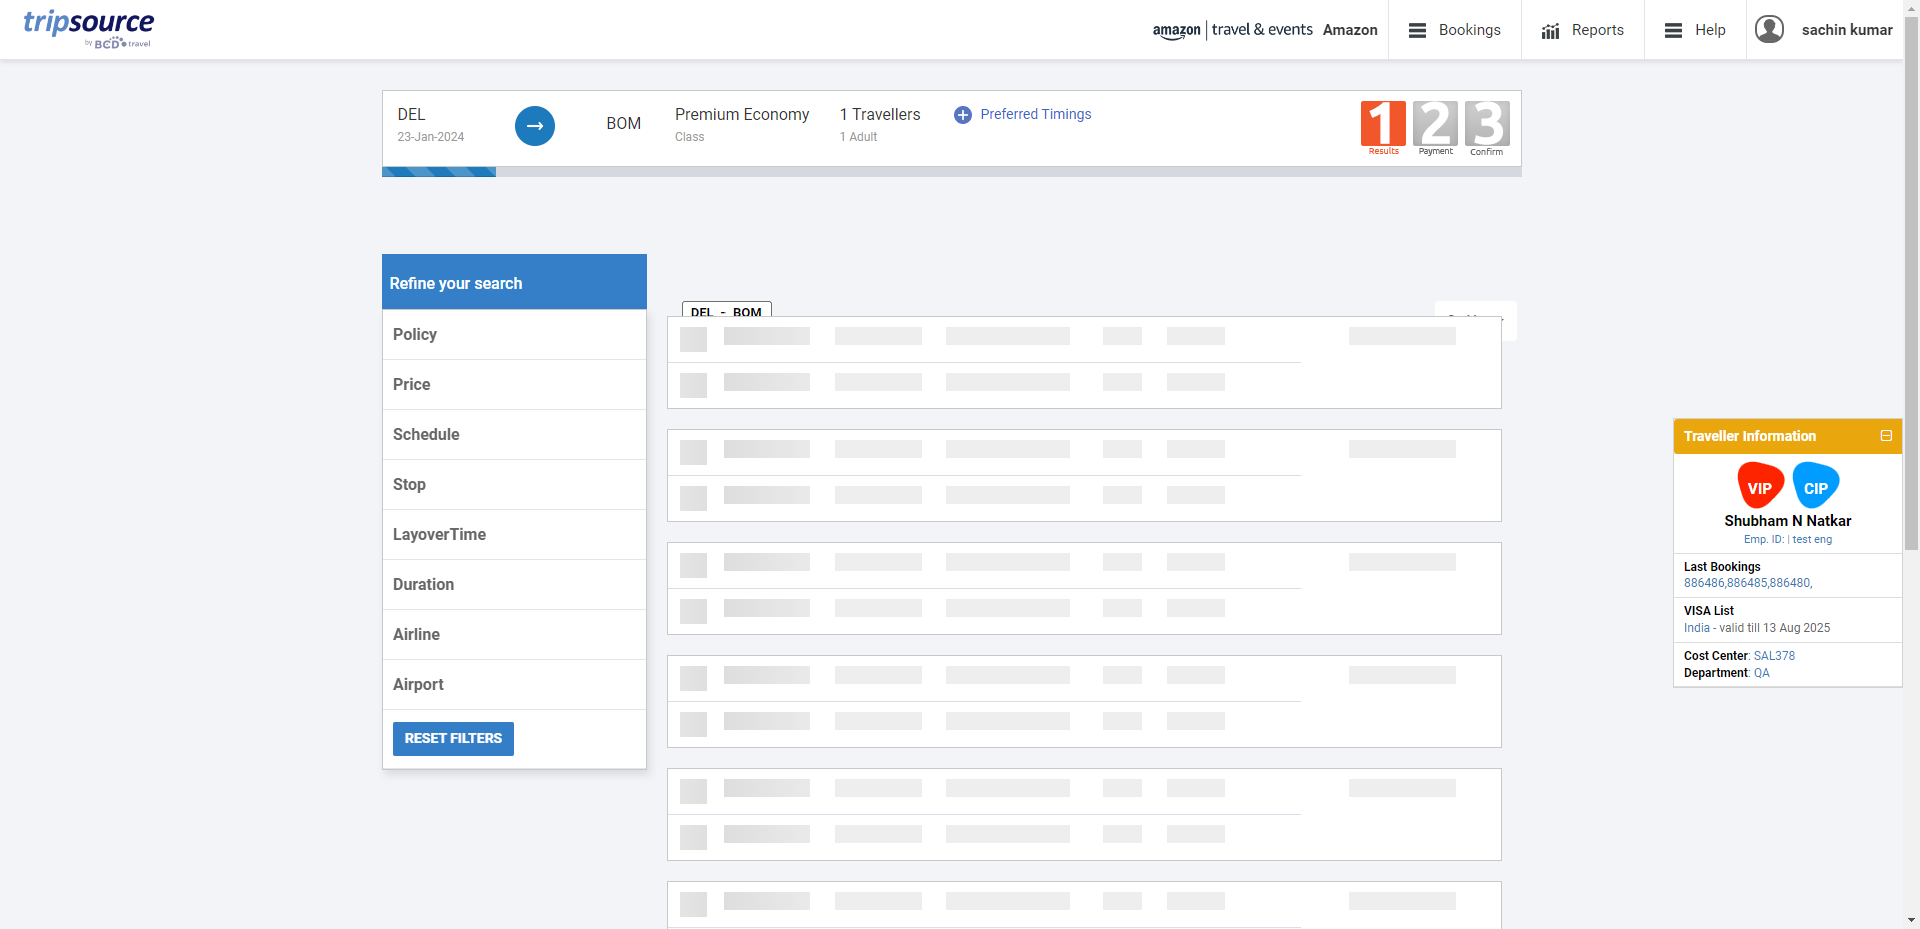 tripsource
by BCD travel
amazon | travel & events Amazon
Bookings
Reports
Help
sachin kumar
DEL
23-Jan-2024
BOM
Premium Economy
Class
1 Travellers
1 Adult
Preferred Timings
1
Results
2
Payment
3
Confirm
Refine your search
Policy
Price
Schedule
Stop
LayoverTime
Duration
Airline
Airport
RESET FILTERS
DEL - BOM
Traveller Information
VIP
CIP
Shubham N Natkar
Emp. ID: | test eng
Last Bookings
886486,886485,886480,
VISA List
India - valid till 13 Aug 2025
Cost Center: SAL378
Department: QA